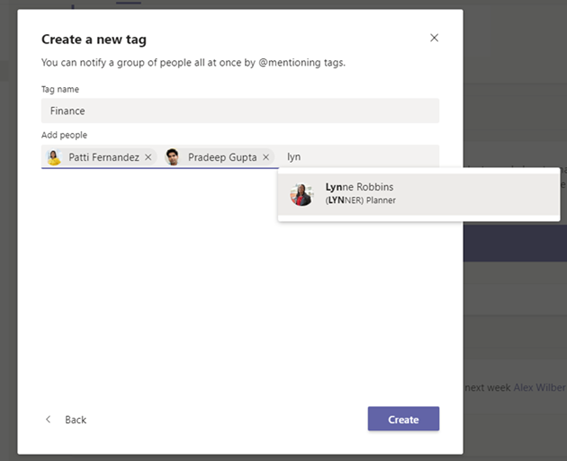 Create a new tag
You can notify a group of people all at once by @mentioning tags.
Tag name
Finance
Add people
Patti Fernandez Pradeep Gupta lyn
Lynne Robbins
(LYNNER) Planner
next week Alex Wilber
Back
Create